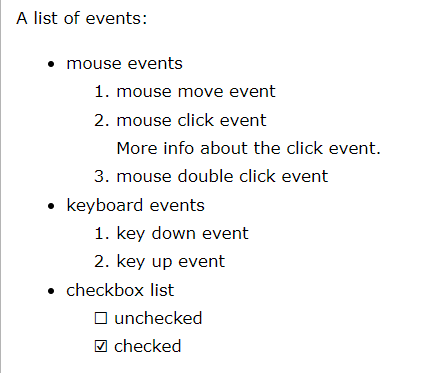 A list of events:
• mouse events
1. mouse move event
2. mouse click event
More info about the click event.
3. mouse double click event
• keyboard events
1. key down event
2. key up event
• checkbox list
☐ unchecked
☑ checked